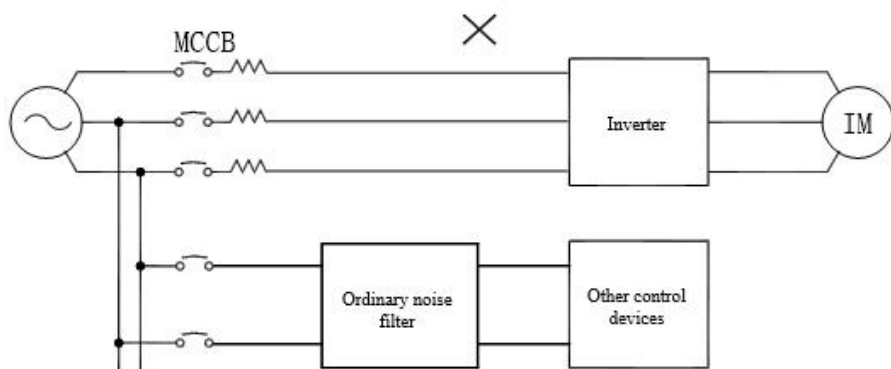 MCCB
Inverter
IM
Ordinary noise
filter
Other control
devices